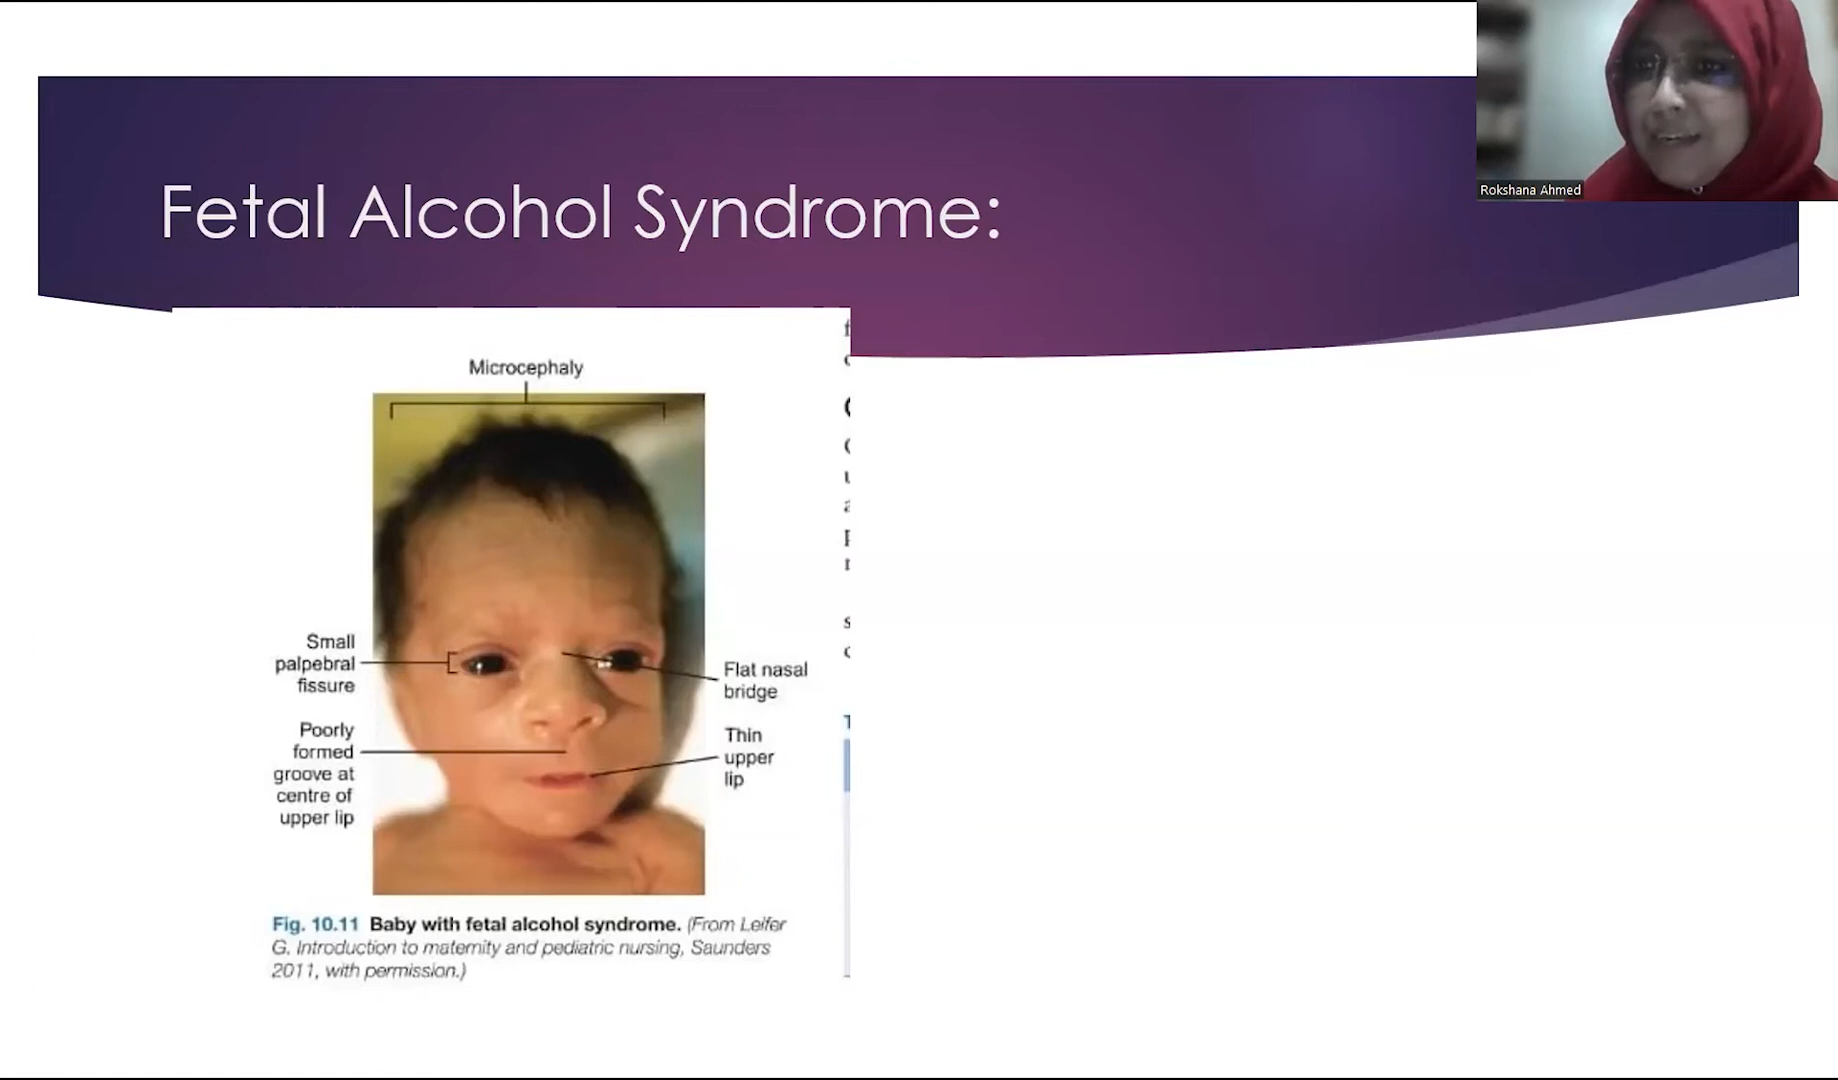 Rokshana Ahmed
Fetal Alcohol Syndrome:
Microcephaly
Small
palpebral
fissure
Flat nasal
bridge
Poorly
formed
groove at
centre of
upper lip
Thin
upper
lip
Fig. 10.11 Baby with fetal alcohol syndrome. (From Leifer
G. Introduction to maternity and pediatric nursing, Saunders
2011, with permission.)